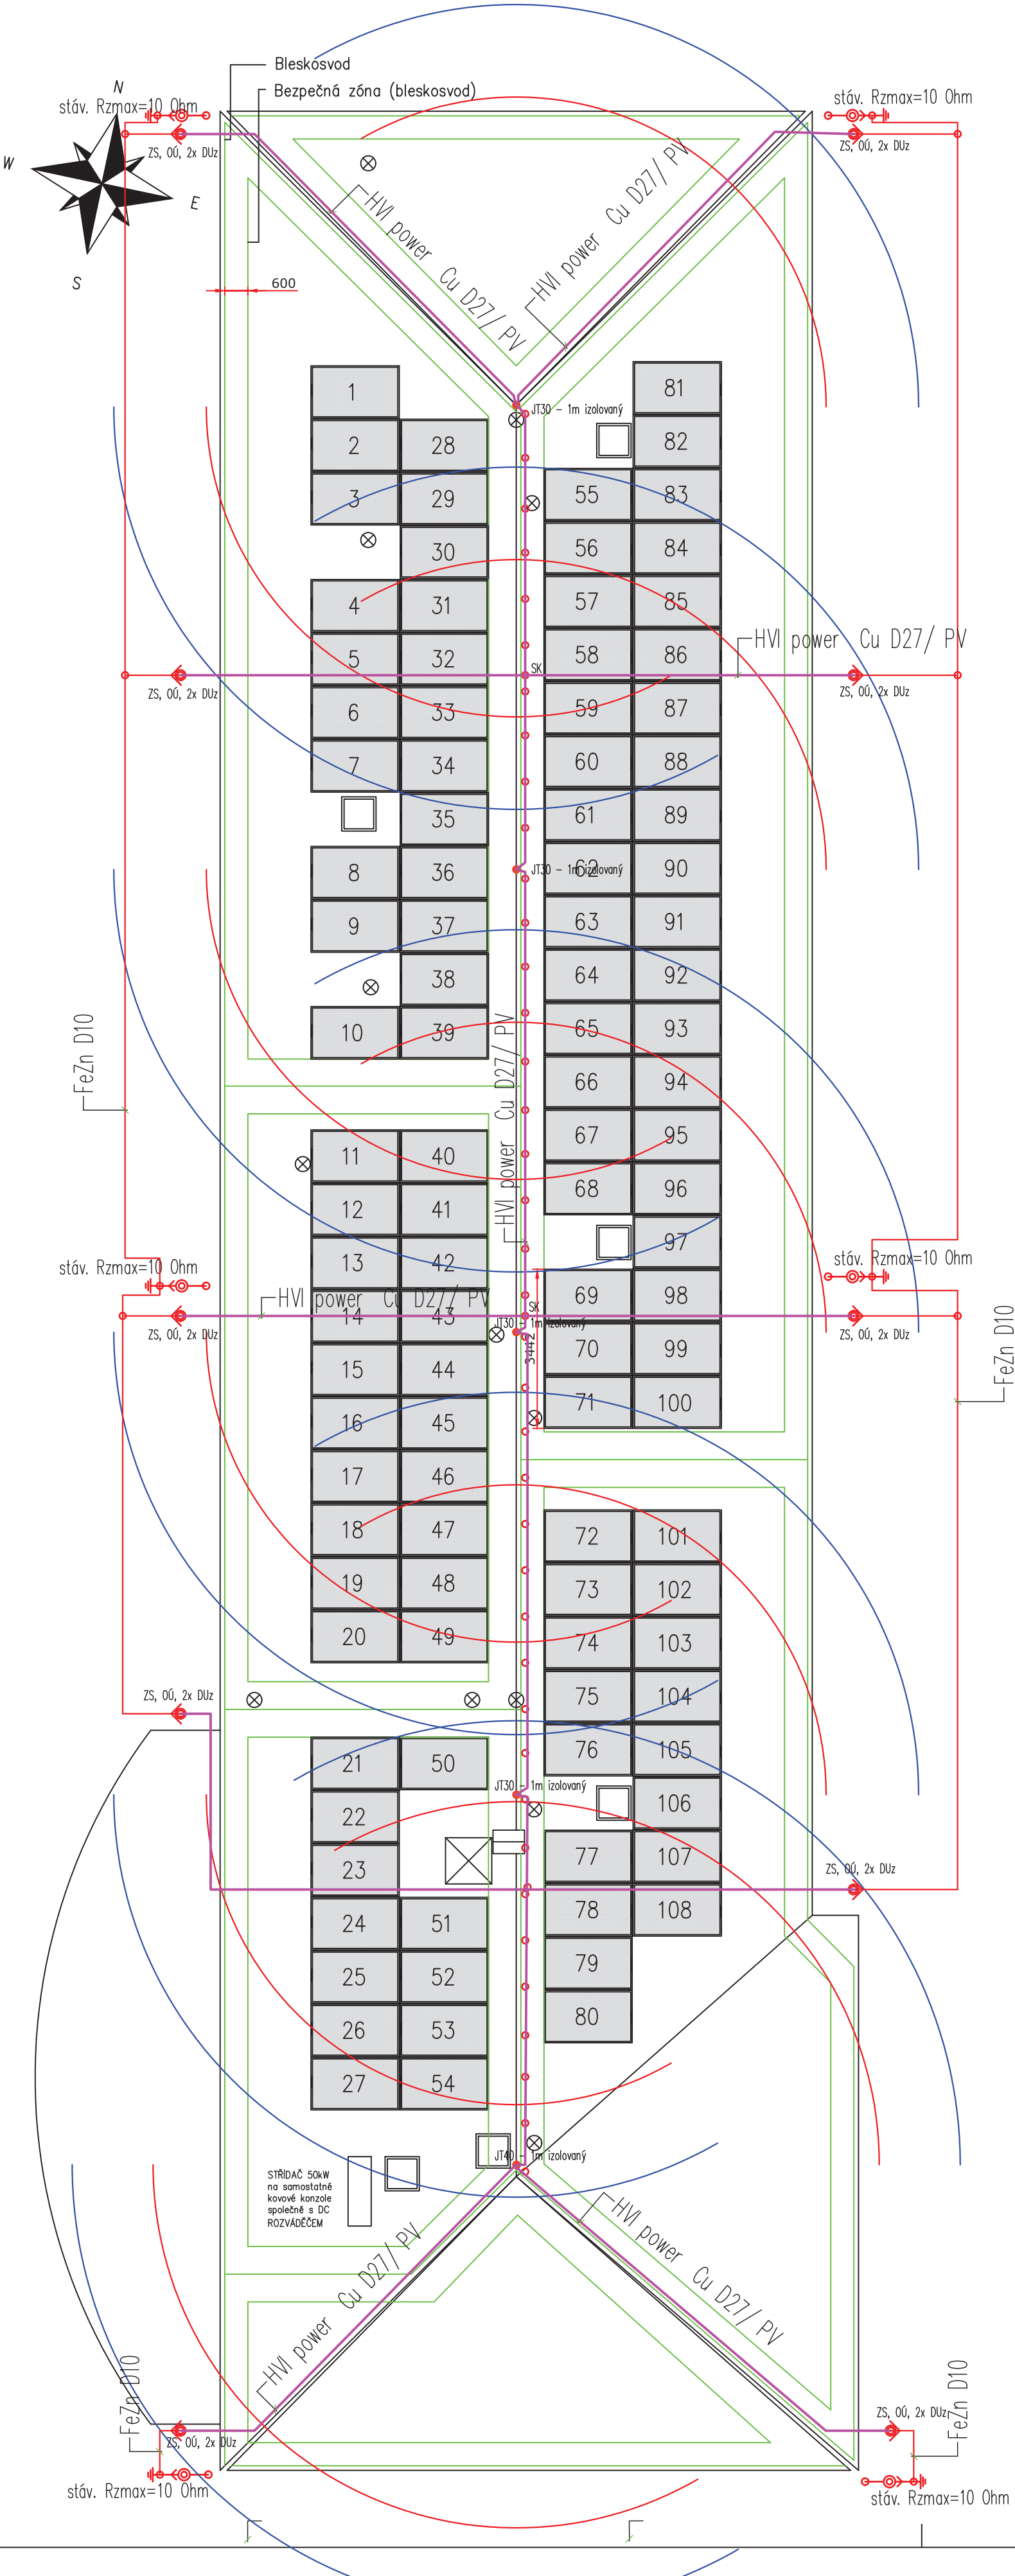 Bleskosvod
Bezpečná zóna (bleskosvod)
N
W
E
S
stáv. Rzmax=10 Ohm
stáv. Rzmax=10 Ohm
ZS, OÚ, 2x DUz
ZS, OÚ, 2x DUz
HVI power Cu D27/ PV
HVI power Cu D27/ PV
600
JT30 - 1m izolovaný
1
81
2
28
82
3
29
55
83
30
56
84
4
31
57
85
HVI power Cu D27/ PV
5
32
SK
58
86
ZS, OÚ, 2x DUz
ZS, OÚ, 2x DUz
6
33
59
87
7
34
60
88
35
61
89
8
36
JT30 - 1m izolovaný
62
90
9
37
63
91
38
64
92
10
39
65
93
FeZn D10
HVI power Cu D27/ PV
66
94
11
40
67
95
12
41
68
96
13
42
97
stáv. Rzmax=10 Ohm
stáv. Rzmax=10 Ohm
HVI power Cu D27/ PV
14
43
SK
69
98
JT30 - 1m izolovaný
3442
ZS, OÚ, 2x DUz
ZS, OÚ, 2x DUz
FeZn D10
15
44
70
99
16
45
71
100
17
46
18
47
72
101
19
48
73
102
20
49
74
103
ZS, OÚ, 2x DUz
75
104
21
50
76
105
JT30 - 1m izolovaný
22
106
23
77
107
ZS, OÚ, 2x DUz
24
51
78
108
25
52
79
26
53
80
27
54
JT40 - 1m izolovaný
STŘÍDAČ 50kW
na samostatné
kovové konzole
společně s DC
ROZVÁDĚČEM
HVI power Cu D27/ PV
HVI power Cu D27/ PV
FeZn D10
FeZn D10
ZS, OÚ, 2x DUz
ZS, OÚ, 2x DUz
stáv. Rzmax=10 Ohm
stáv. Rzmax=10 Ohm